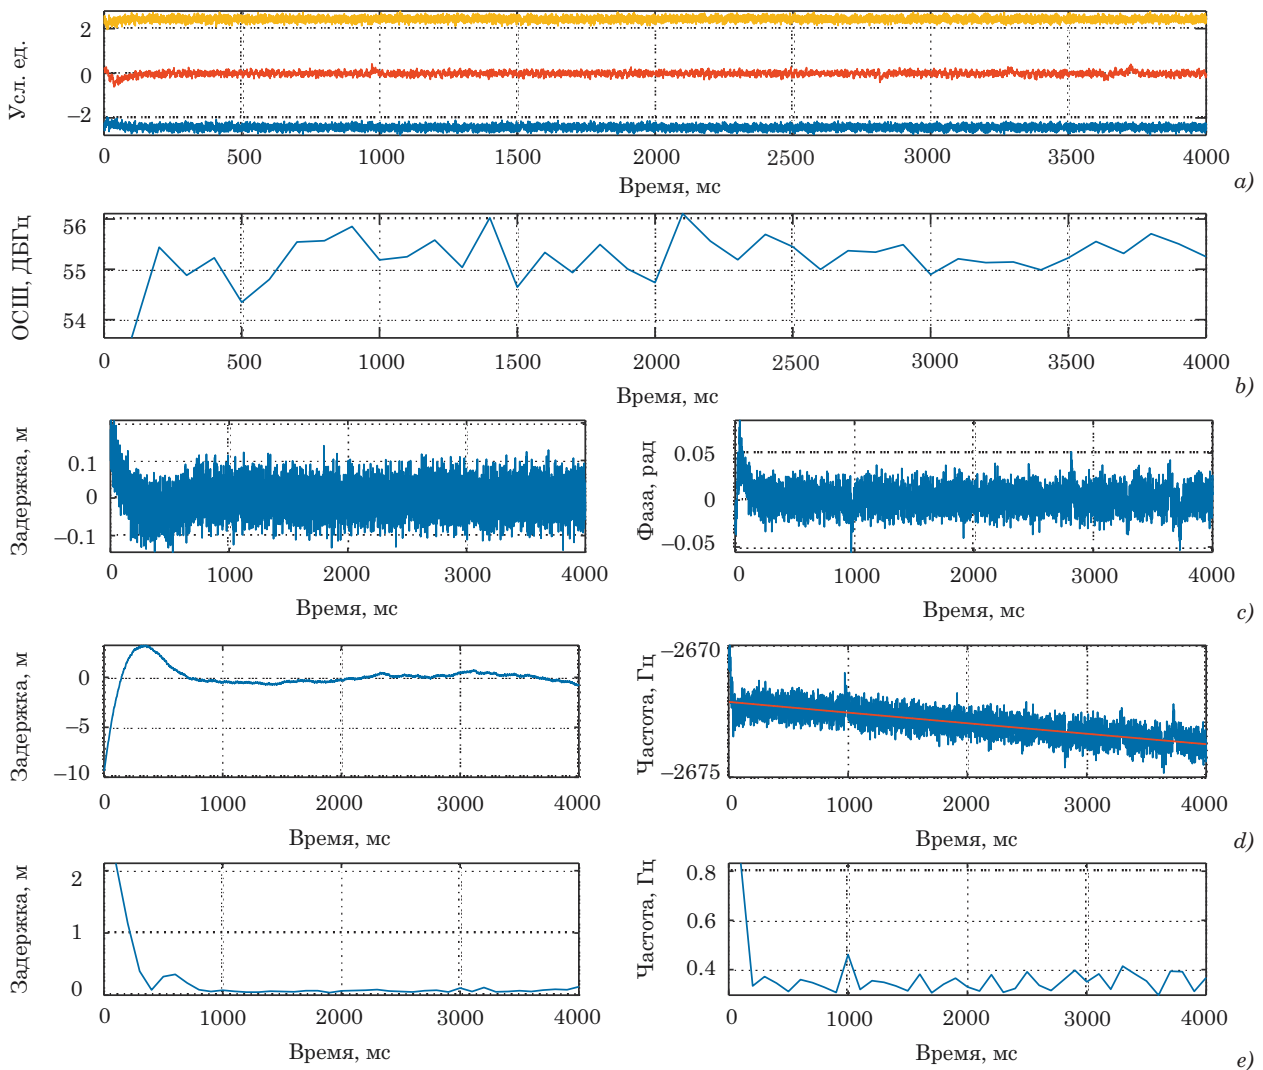 Усл. ед.
2
0
–2
0 500 1000 1500 2000 2500 3000 3500 4000
Время, мс
a)
ОСШ, ДБГц
56
55
54
0 500 1000 1500 2000 2500 3000 3500 4000
Время, мс
b)
Задержка, м
0.1
0
–0.1
0 1000 2000 3000 4000
Время, мс
Фаза, рад
0.05
0
–0.05
0 1000 2000 3000 4000
Время, мс
c)
Задержка, м
0
–5
–10
0 1000 2000 3000 4000
Время, мс
Частота, Гц
–2670
–2675
0 1000 2000 3000 4000
Время, мс
d)
Задержка, м
2
1
0
0 1000 2000 3000 4000
Время, мс
Частота, Гц
0.8
0.6
0.4
0 1000 2000 3000 4000
Время, мс
e)